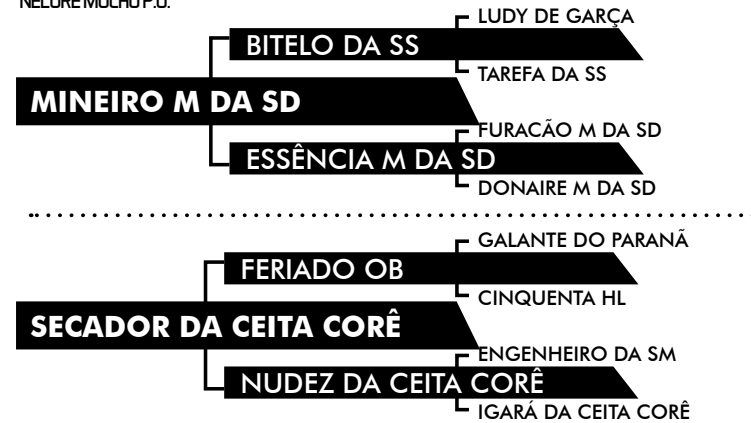 NELORE MOCHO P.O.
LUDY DE GARÇA
BITELO DA SS
TAREFA DA SS
MINEIRO M DA SD
FURACÃO M DA SD
ESSÊNCIA M DA SD
DONAIRE M DA SD
GALANTE DO PARANÃ
FERIADO OB
CINQUENTA HL
SECADOR DA CEITA CORÊ
ENGENHEIRO DA SM
NUDEZ DA CEITA CORÊ
IGARÁ DA CEITA CORÊ